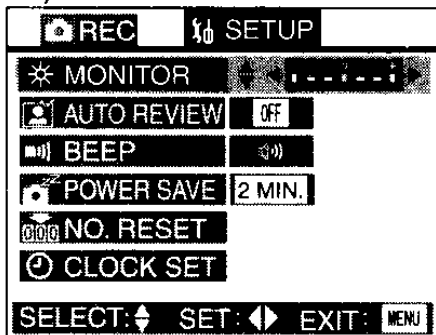 REC SETUP
MONITOR
AUTO REVIEW OFF
BEEP
POWER SAVE 2 MIN.
000 NO. RESET
CLOCK SET
SELECT: SET: EXIT: MENU